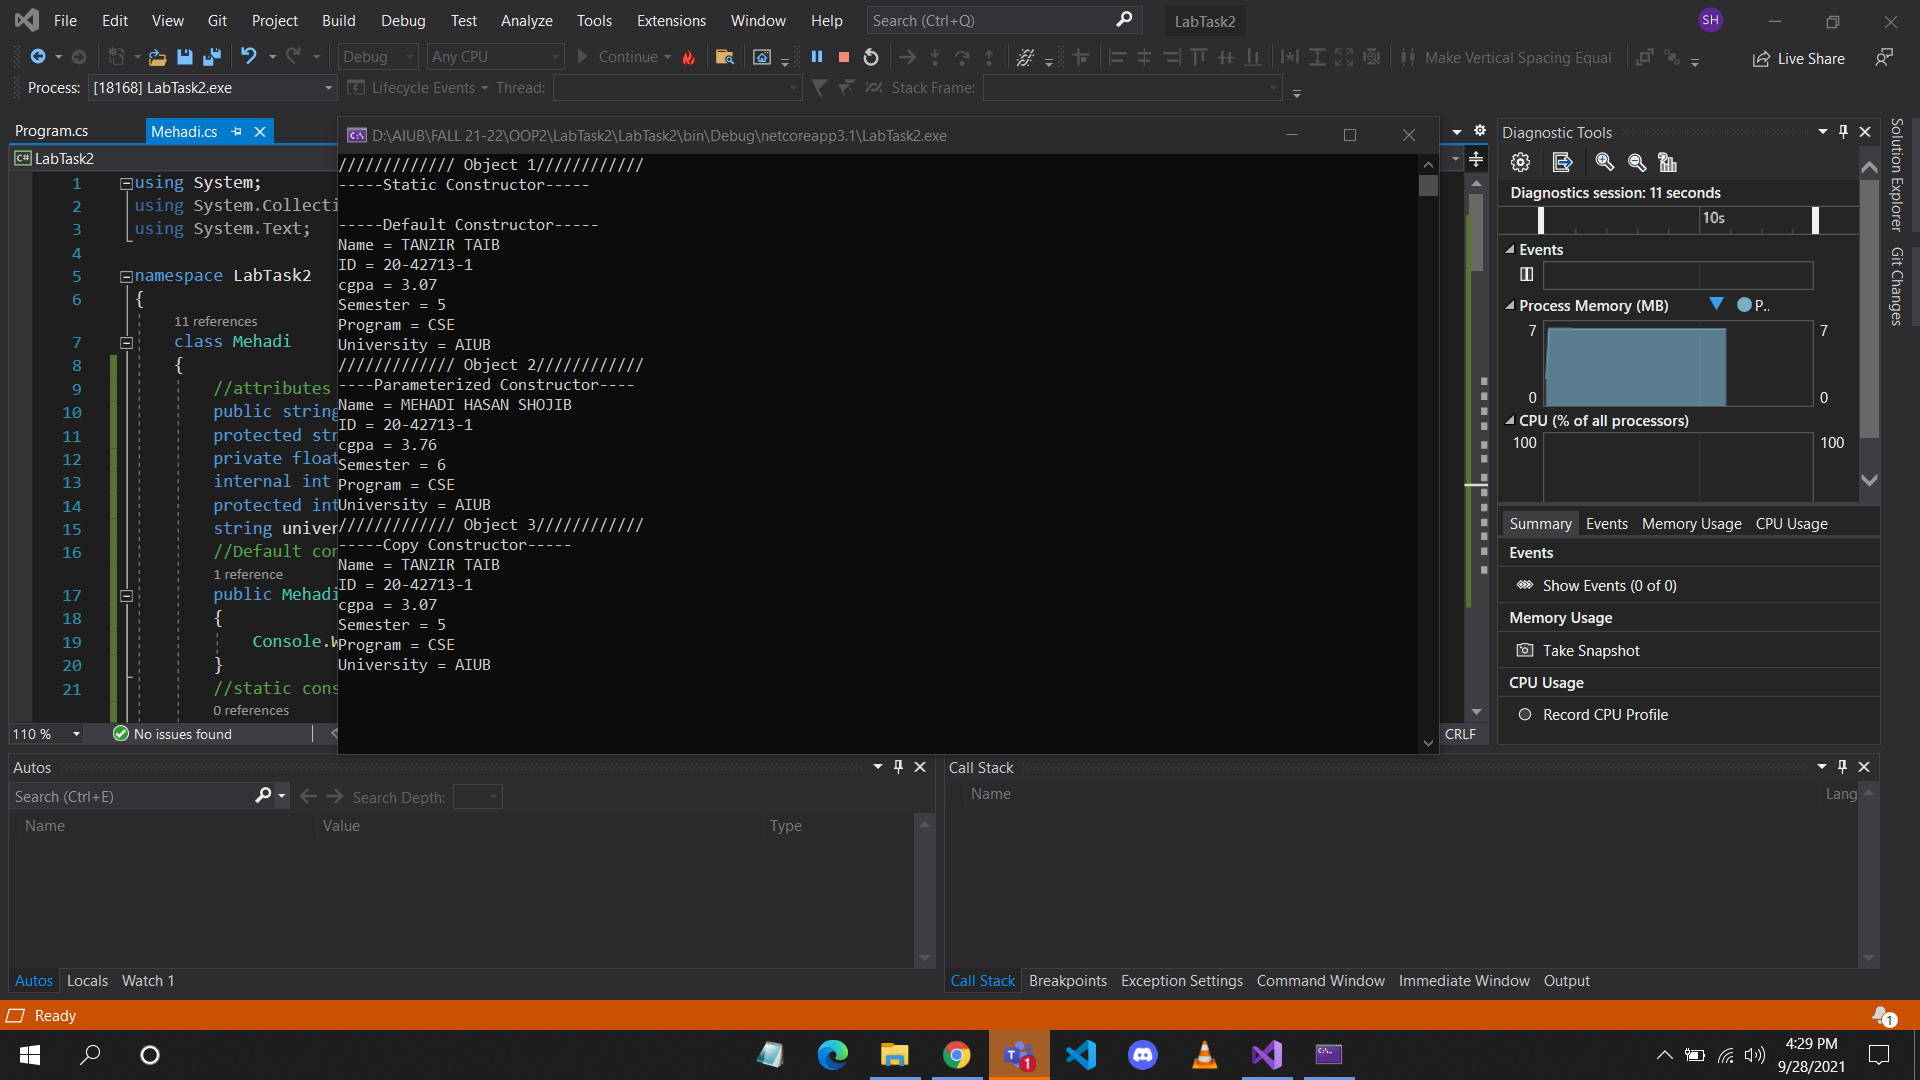 File Edit View Git Project Build Debug Test Analyze Tools Extensions Window Help Search (Ctrl+Q) LabTask2 SH
Debug Any CPU Continue Make Vertical Spacing Equal Live Share
Process: [18168] LabTask2.exe Lifecycle Events Thread: Stack Frame:
Program.cs Mehadi.cs
LabTask2
1 using System;
2 using System.Collecti
3 using System.Text;
4
5 namespace LabTask2
6 {
11 references
7 class Mehadi
8 {
9 //attributes
10 public string
11 protected str
12 private float
13 internal int
14 protected int
15 string univer
16 //Default con
1 reference
17 public Mehadi
18 {
19 Console.W
20 }
21 //static cons
0 references
110 % No issues found
CRLF
D:\AIUB\FALL 21-22\OOP2\LabTask2\LabTask2\bin\Debug\netcoreapp3.1\LabTask2.exe
///////////// Object 1////////////
-----Static Constructor-----
-----Default Constructor-----
Name = TANZIR TAIB
ID = 20-42713-1
cgpa = 3.07
Semester = 5
Program = CSE
University = AIUB
///////////// Object 2////////////
----Parameterized Constructor----
Name = MEHADI HASAN SHOJIB
ID = 20-42713-1
cgpa = 3.76
Semester = 6
Program = CSE
University = AIUB
///////////// Object 3////////////
-----Copy Constructor-----
Name = TANZIR TAIB
ID = 20-42713-1
cgpa = 3.07
Semester = 5
Program = CSE
University = AIUB
Diagnostic Tools
Diagnostics session: 11 seconds
10s
Events
Process Memory (MB) P..
7 7
0 0
CPU (% of all processors)
100 100
Summary Events Memory Usage CPU Usage
Events
Show Events (0 of 0)
Memory Usage
Take Snapshot
CPU Usage
Record CPU Profile
Solution Explorer
Git Changes
Autos
Search (Ctrl+E) Search Depth:
Name Value Type
Autos Locals Watch 1
Call Stack
Name Lang
Call Stack Breakpoints Exception Settings Command Window Immediate Window Output
Ready 1
1
4:29 PM
9/28/2021